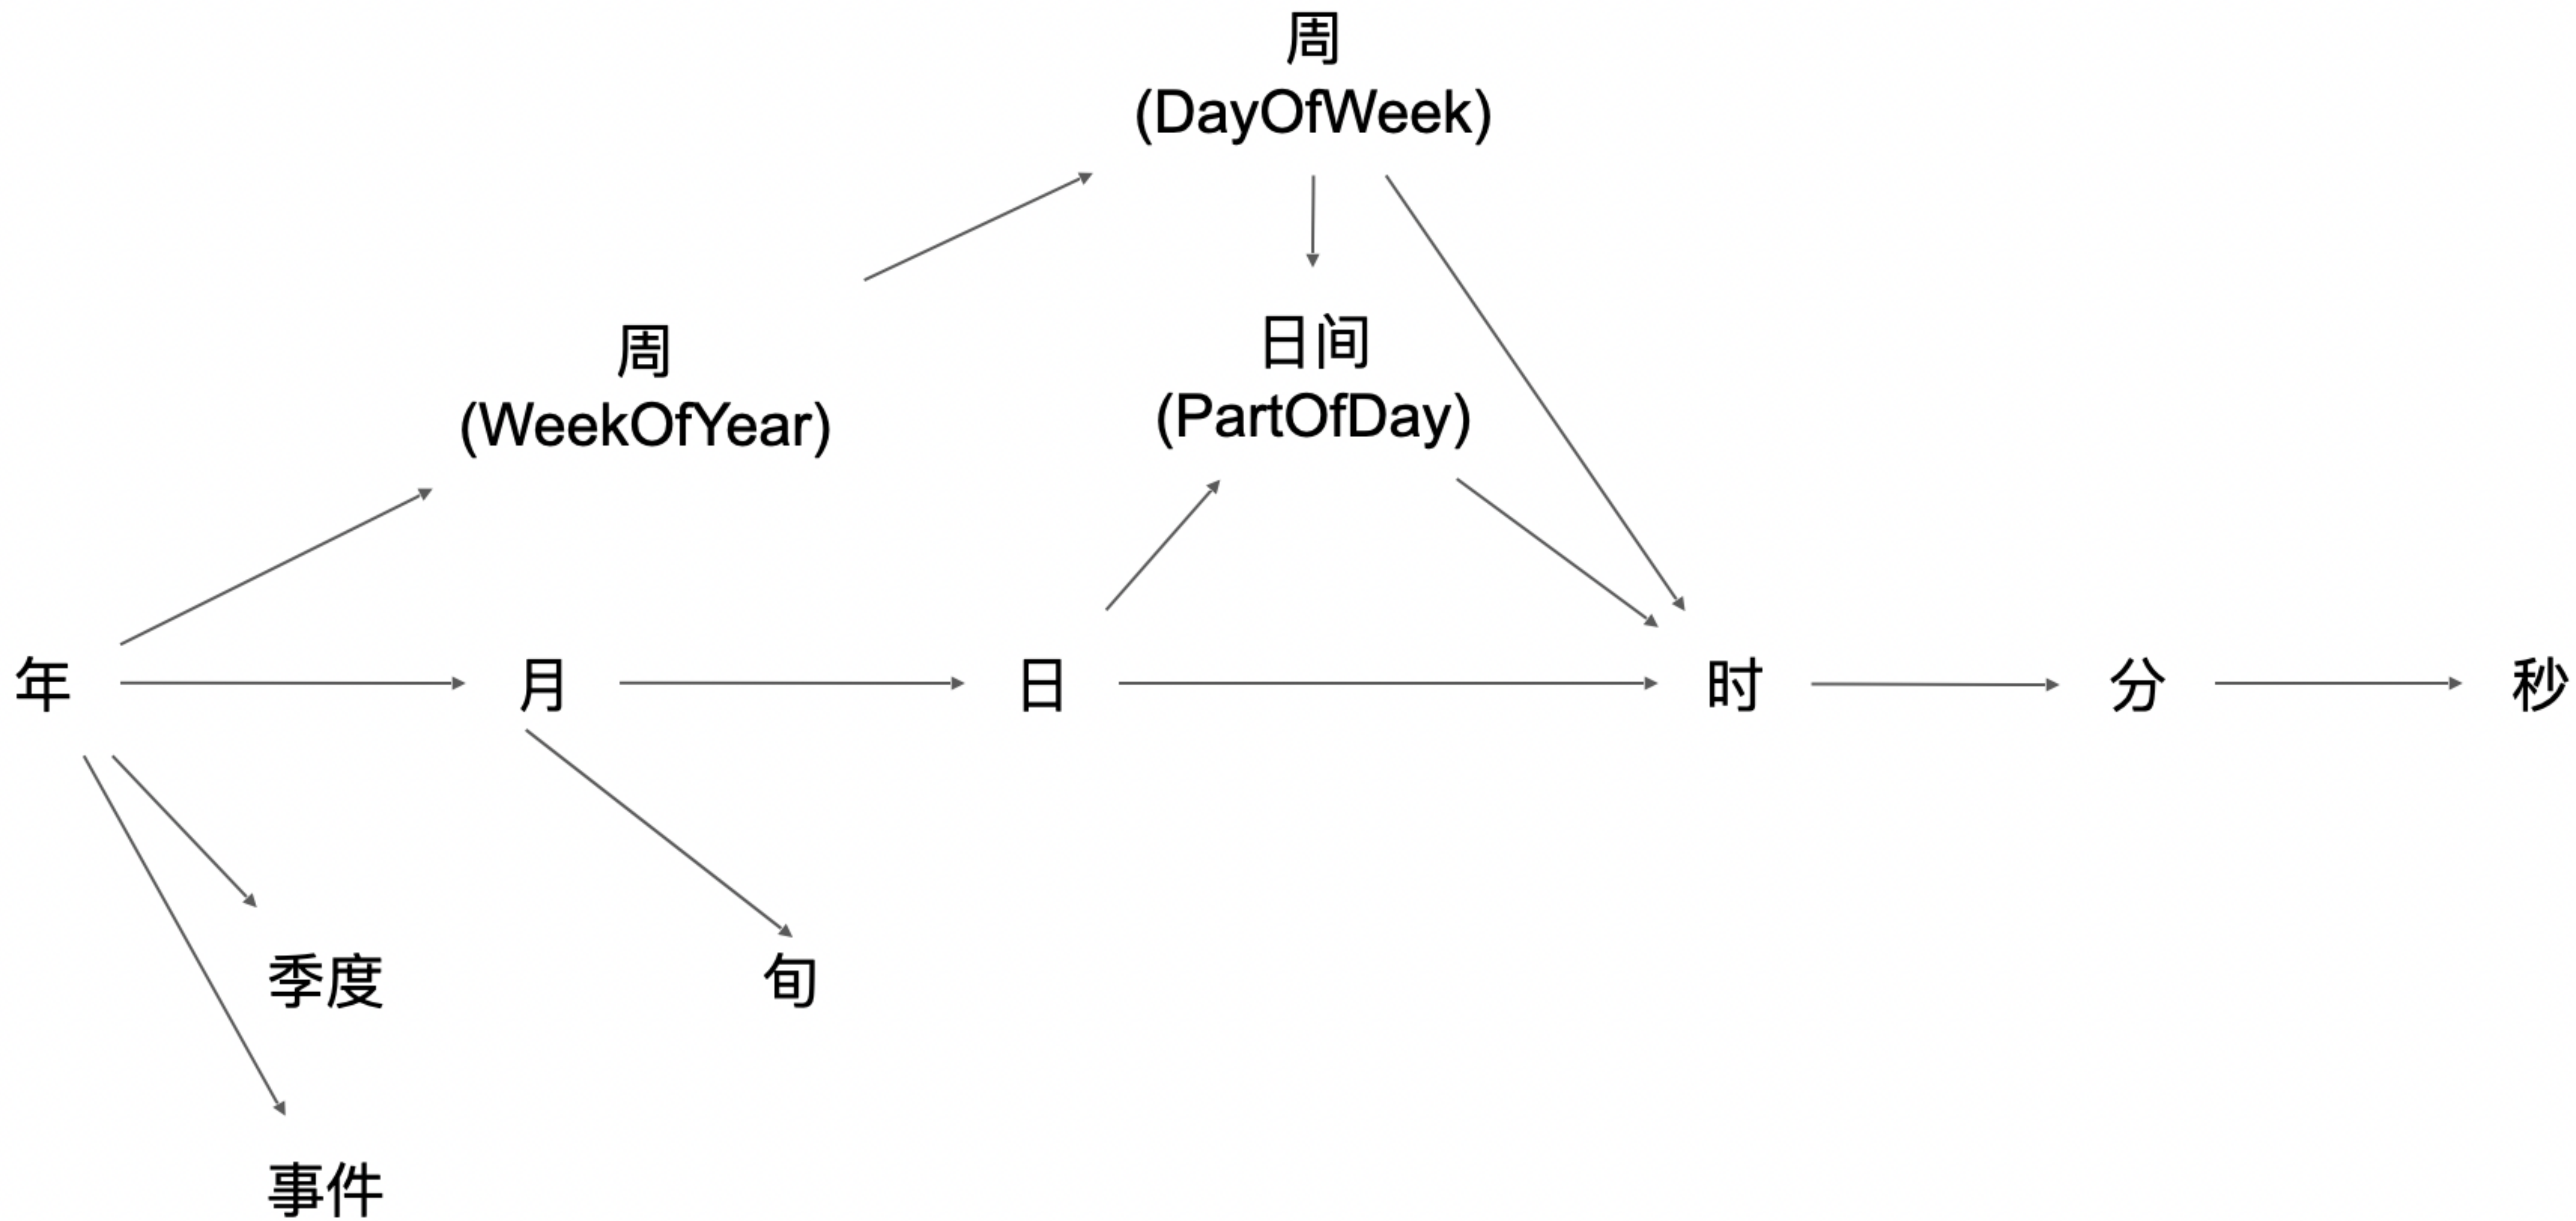 周
(DayOfWeek)
日间
(PartOfDay)
周
(WeekOfYear)
年
月
日
时
分
秒
季度
旬
事件